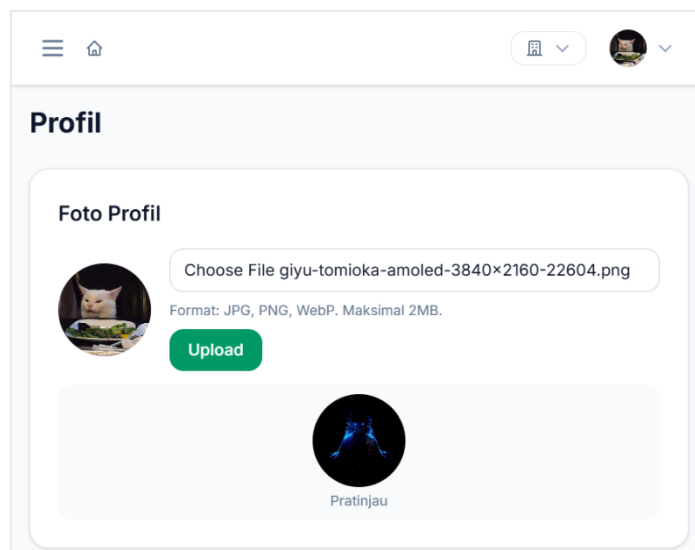 Profil
Foto Profil
Choose File giyu-tomioka-amoled-3840×2160-22604.png
Format: JPG, PNG, WebP. Maksimal 2MB.
Upload
Pratinjau